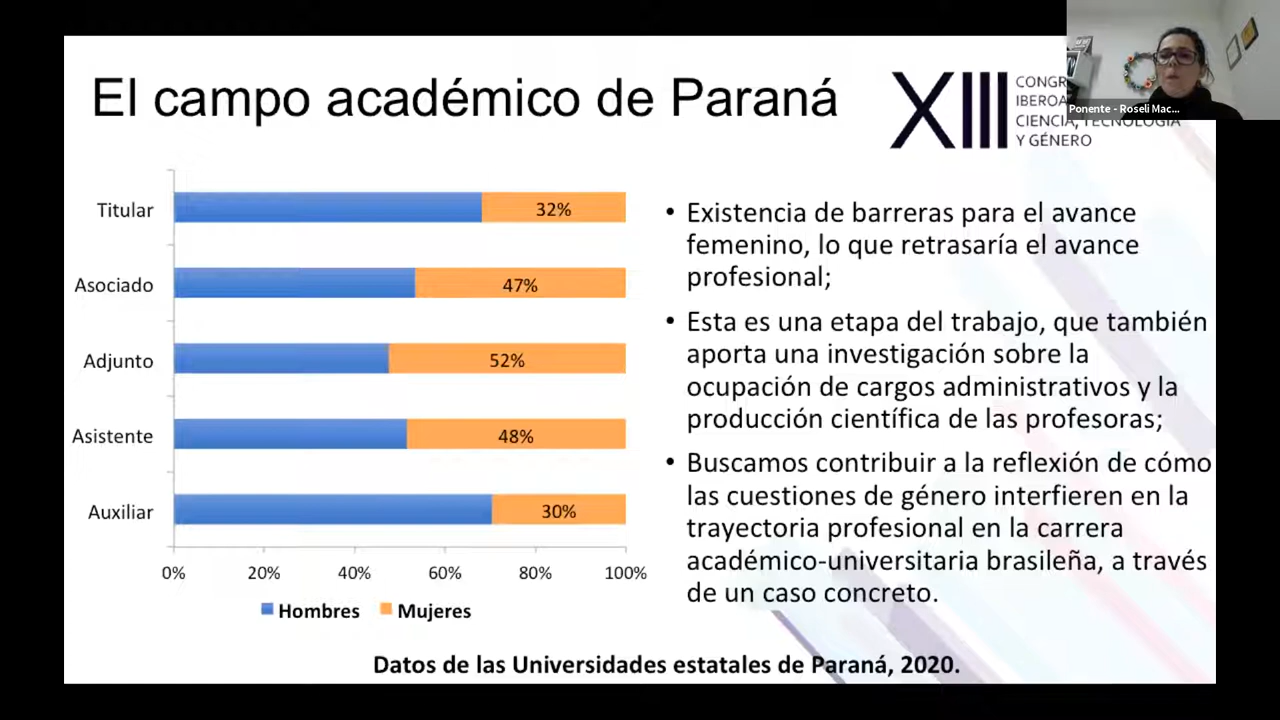 El campo académico de Paraná
XIII
CONGR
IBEROA
CIENCIA, TECNOLOGÍA
Y GÉNERO
Ponente - Roseli Mac...
Titular
32%
Asociado
47%
Adjunto
52%
Asistente
48%
Auxiliar
30%
0% 20% 40% 60% 80% 100%
Hombres Mujeres
• Existencia de barreras para el avance
femenino, lo que retrasaría el avance
profesional;
• Esta es una etapa del trabajo, que también
aporta una investigación sobre la
ocupación de cargos administrativos y la
producción científica de las profesoras;
• Buscamos contribuir a la reflexión de cómo
las cuestiones de género interfieren en la
trayectoria profesional en la carrera
académico-universitaria brasileña, a través
de un caso concreto.
Datos de las Universidades estatales de Paraná, 2020.